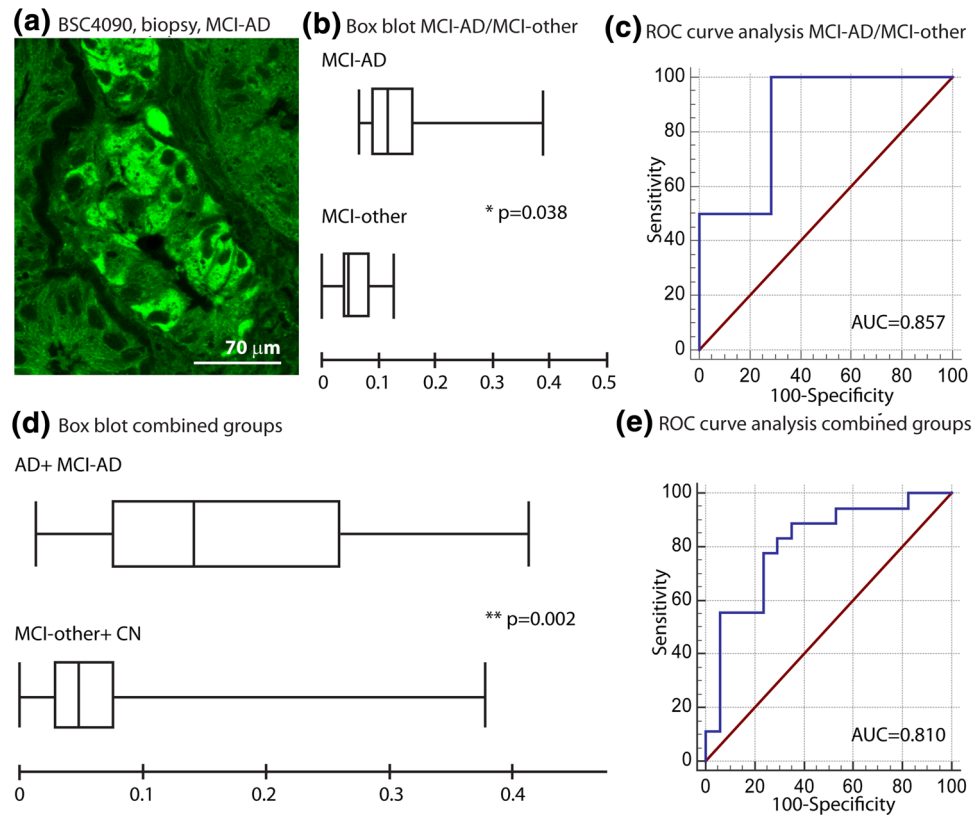 (a) BSC4090, biopsy, MCI-AD
70 µm
(b) Box blot MCI-AD/MCI-other
MCI-AD
MCI-other
* p=0.038
0 0.1 0.2 0.3 0.4 0.5
(c) ROC curve analysis MCI-AD/MCI-other
Sensitivity
100
80
60
40
20
0
AUC=0.857
0 20 40 60 80 100
100-Specificity
(d) Box blot combined groups
AD+ MCI-AD
MCI-other+ CN
** p=0.002
0 0.1 0.2 0.3 0.4
(e) ROC curve analysis combined groups
Sensitivity
100
80
60
40
20
0
AUC=0.810
0 20 40 60 80 100
100-Specificity